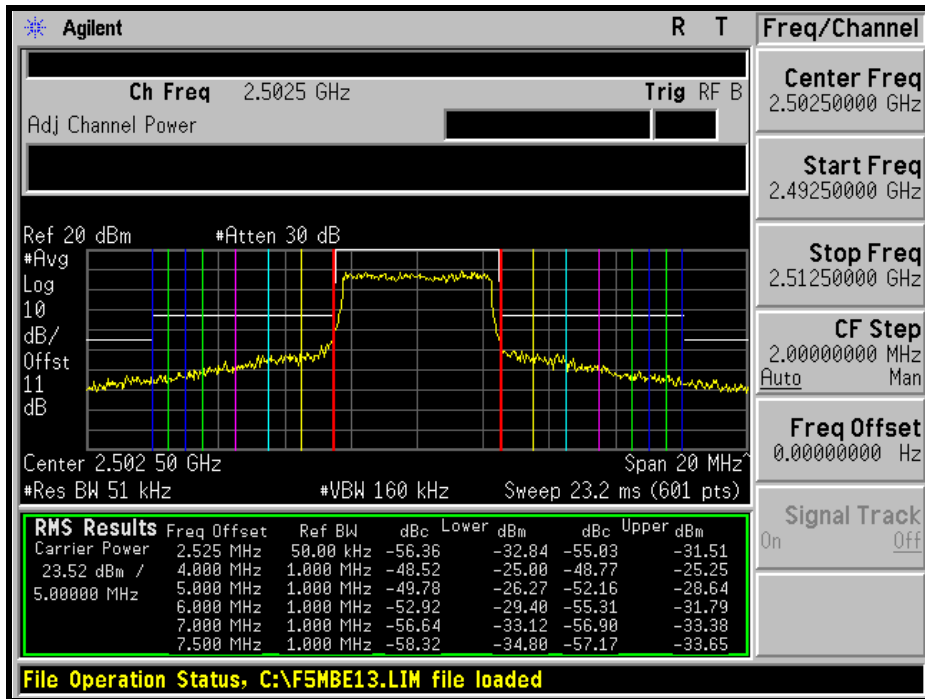 Agilent R T Freq/Channel
Ch Freq 2.5025 GHz Trig RF B
Adj Channel Power
Center Freq
2.50250000 GHz
Start Freq
2.49250000 GHz
Stop Freq
2.51250000 GHz
CF Step
2.00000000 MHz
Auto Man
Freq Offset
0.00000000 Hz
Signal Track
On Off
Ref 20 dBm #Atten 30 dB
#Avg
Log
10
dB/
Offst
11
dB
Center 2.502 50 GHz Span 20 MHz^
#Res BW 51 kHz #VBW 160 kHz Sweep 23.2 ms (601 pts)
RMS Results Freq Offset Ref BW dBc Lower dBm dBc Upper dBm
Carrier Power 2.525 MHz 50.00 kHz -56.36 -32.84 -55.03 -31.51
23.52 dBm / 4.000 MHz 1.000 MHz -48.52 -25.00 -48.77 -25.25
5.00000 MHz 5.000 MHz 1.000 MHz -49.78 -26.27 -52.16 -28.64
6.000 MHz 1.000 MHz -52.92 -29.40 -55.31 -31.79
7.000 MHz 1.000 MHz -56.64 -33.12 -56.90 -33.38
7.500 MHz 1.000 MHz -58.32 -34.80 -57.17 -33.65
File Operation Status, C:\F5MBE13.LIM file loaded